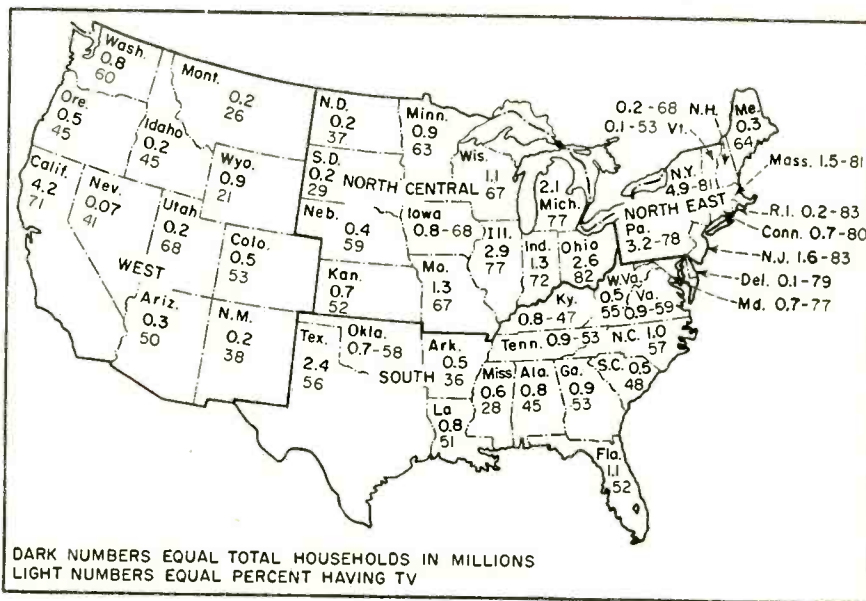 Wash.
0.8
60
Mont.
0.2
26
N.D.
0.2
37
Minn.
0.9
63
Ore.
0.5
45
Idaho
0.2
45
Wyo.
0.9
21
S.D.
0.2
29
NORTH CENTRAL
Wis.
1.1
67
2.1
Mich.
77
0.2-68 N.H.
0.1-53 Vt.
Me.
0.3
64
Mass. 1.5-81
N.Y.
4.9-81
NORTH EAST
R.I. 0.2-83
Conn. 0.7-80
Pa.
3.2-78
N.J. 1.6-83
Del. 0.1-79
Md. 0.7-77
Calif.
4.2
71
Nev.
0.07
41
Utah
0.2
68
WEST
Colo.
0.5
53
Neb. 0.4
59
Iowa
0.8-68
Ill.
2.9
77
Ind.
1.3
72
Ohio
2.6
82
Kan.
0.7
52
Mo.
1.3
67
W.Va.
0.5
55
Va.
0.9-59
Ky.
0.8-47
Ariz.
0.3
50
N.M.
0.2
38
Tex.
2.4
56
Okla.
0.7-58
SOUTH
Ark.
0.5
36
Tenn. 0.9-53
N.C. 1.0
57
S.C. 0.5
48
Miss.
0.6
28
Ala.
0.8
45
Ga.
0.9
53
La
0.8
51
Fla.
1.1
52
DARK NUMBERS EQUAL TOTAL HOUSEHOLDS IN MILLIONS
LIGHT NUMBERS EQUAL PERCENT HAVING TV